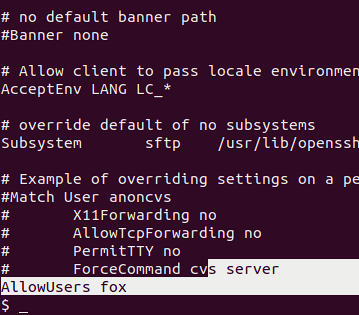 # no default banner path
#Banner none
# Allow client to pass locale environmen
AcceptEnv LANG LC_*
# override default of no subsystems
Subsystem sftp /usr/lib/openssh
# Example of overriding settings on a pe
#Match User anoncvs
# X11Forwarding no
# AllowTcpForwarding no
# PermitTTY no
# ForceCommand cvs server
AllowUsers fox
$ _